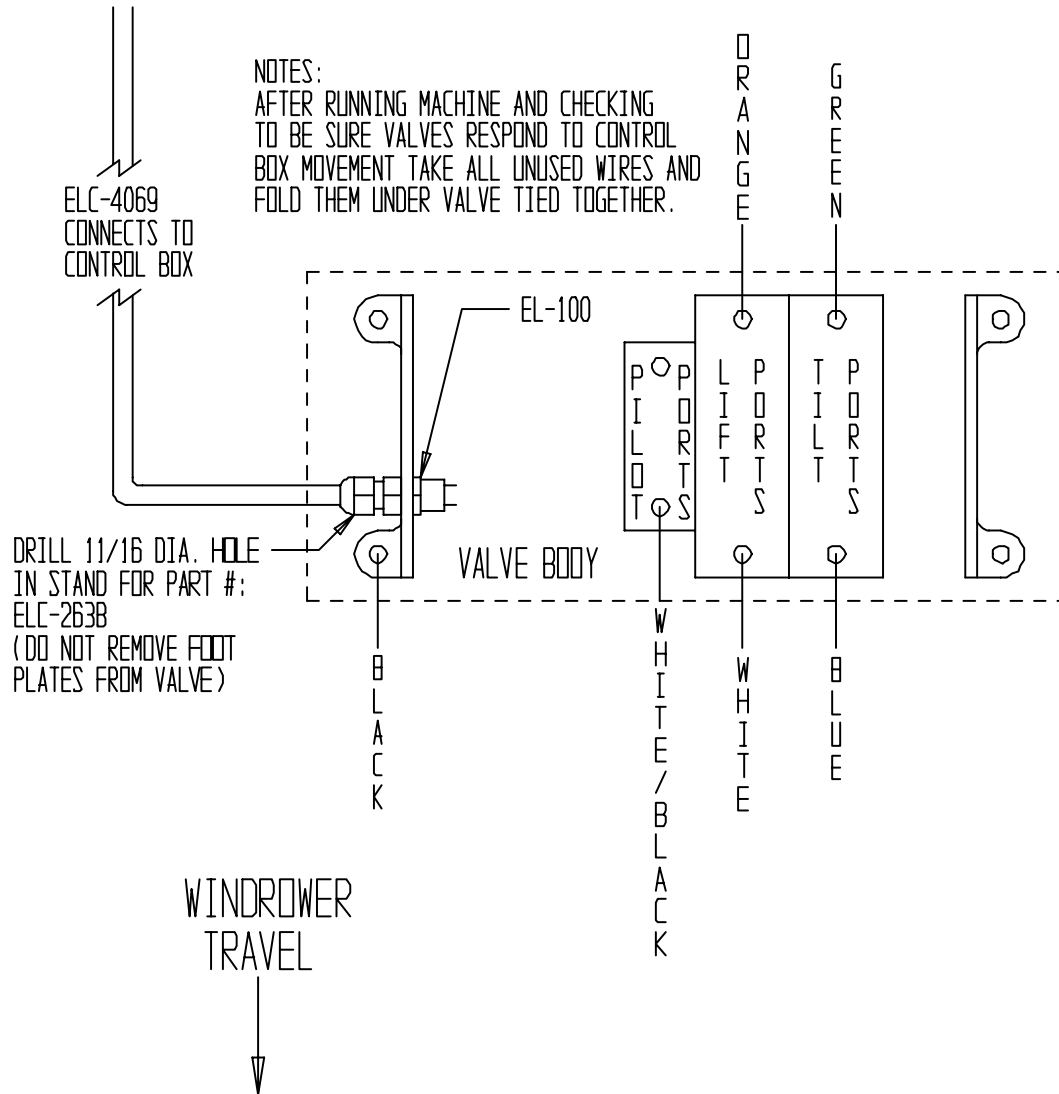 NOTES:
AFTER RUNNING MACHINE AND CHECKING
TO BE SURE VALVES RESPOND TO CONTROL
BOX MOVEMENT TAKE ALL UNUSED WIRES AND
FOLD THEM UNDER VALVE TIED TOGETHER.
ORANGE
GREEN
ELC-4069
CONNECTS TO
CONTROL BOX
EL-100
PILOT
PORTS
LIFT
PORTS
TILT
PORTS
DRILL 11/16 DIA. HOLE
IN STAND FOR PART #:
ELC-263B
(DO NOT REMOVE FOOT
PLATES FROM VALVE)
VALVE BODY
BLACK
WHITE/BLACK
WHITE
BLUE
WINDROWER
TRAVEL